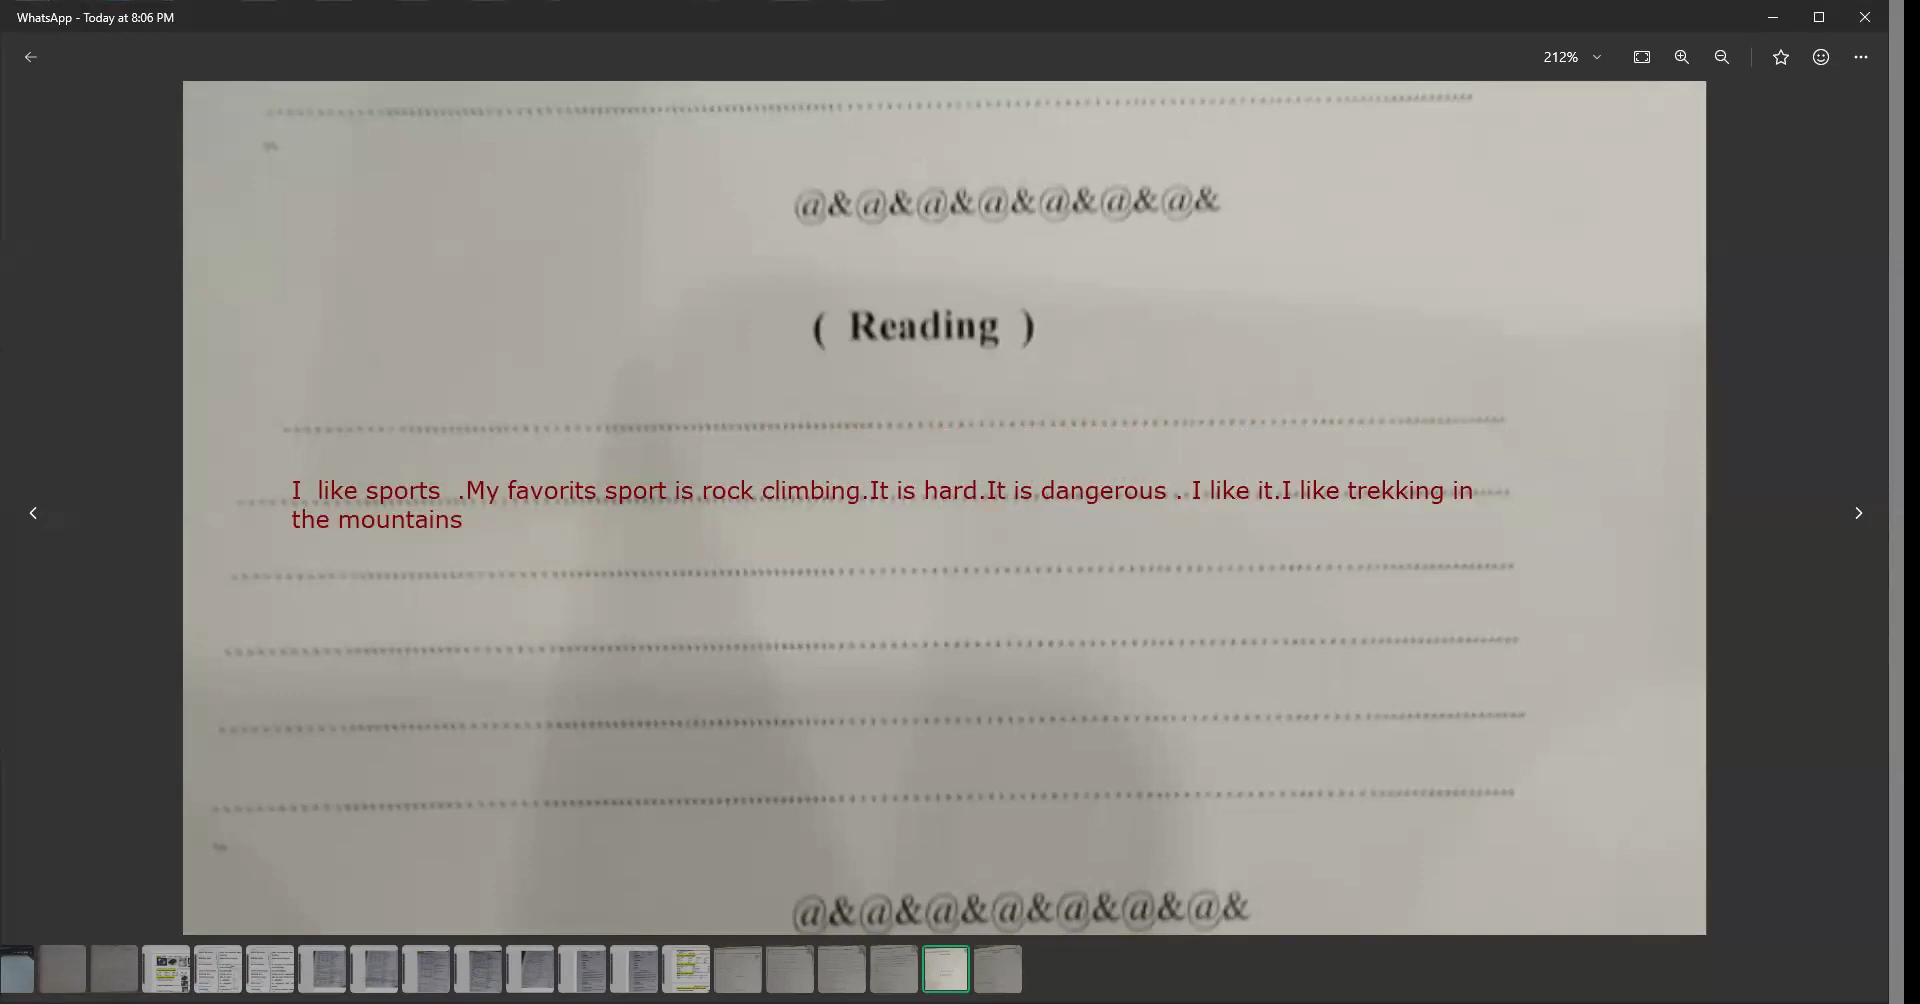 WhatsApp - Today at 8:06 PM
212%
@&@&@&@&@&@&@&
( Reading )
I like sports .My favorits sport is rock climbing.It is hard.It is dangerous . I like it.I like trekking in
the mountains
@&@&@&@&@&@&@&